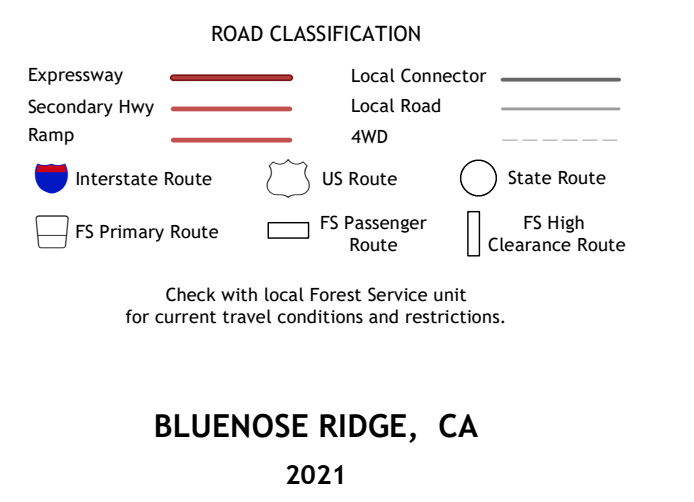 ROAD CLASSIFICATION
Expressway
Local Connector
Secondary Hwy
Local Road
Ramp
4WD
Interstate Route
US Route
State Route
FS Primary Route
FS Passenger
Route
FS High
Clearance Route
Check with local Forest Service unit
for current travel conditions and restrictions.
BLUENOSE RIDGE, CA
2021